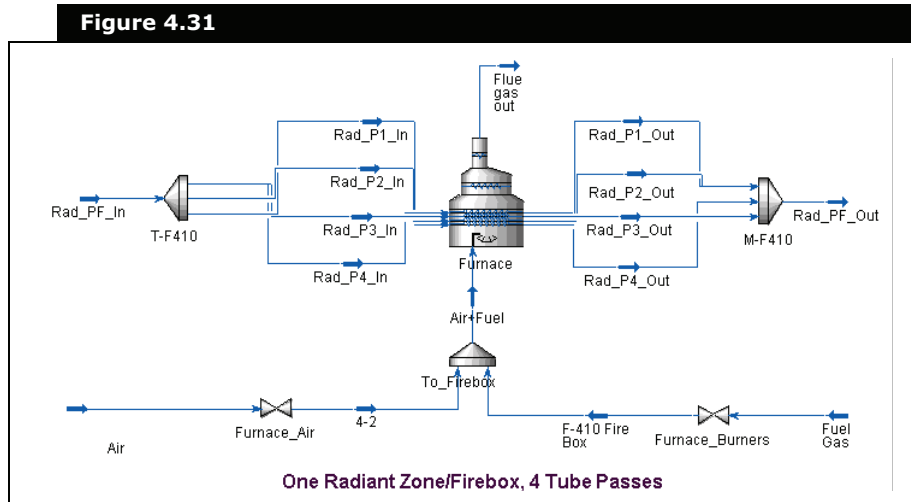 Figure 4.31
Flue
gas
out
Rad_P1_In
Rad_P1_Out
Rad_P2_In
Rad_P2_Out
Rad_PF_In
T-F410
Rad_P3_In
Furnace
Rad_P3_Out
M-F410
Rad_PF_Out
Rad_P4_In
Rad_P4_Out
Air+Fuel
To_Firebox
Air
Furnace_Air
4-2
F-410 Fire
Box
Furnace_Burners
Fuel
Gas
One Radiant Zone/Firebox, 4 Tube Passes